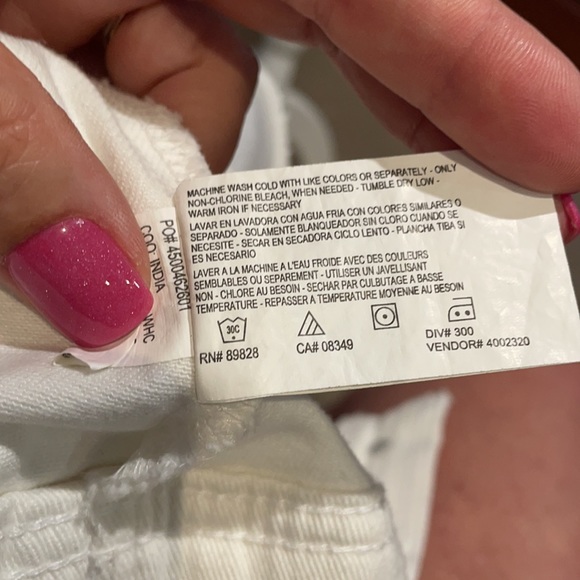 MACHINE WASH COLD WITH LIKE COLORS OR SEPARATELY - ONLY
NON-CHLORINE BLEACH, WHEN NEEDED - TUMBLE DRY LOW -
WARM IRON IF NECESSARY
LAVAR EN LAVADORA CON AGUA FRIA CON COLORES SIMILARES O
SEPARADO - SOLAMENTE BLANQUEADOR SIN CLORO CUANDO SE
NECESITE - SECAR EN SECADORA CICLO LENTO - PLANCHA TIBA SI
ES NECESARIO
LAVER A LA MACHINE A L'EAU FROIDE AVEC DES COULEURS
SEMBLABLES OU SEPAREMENT - UTILISER UN JAVELLISANT
NON - CHLORE AU BESOIN - SECHAR PAR CULBUTAGE A BASSE
TEMPERATURE - REPASSER A TEMPERATURE MOYENNE AU BESOIN
30C
RN# 89828
CA# 08349
DIV# 300
VENDOR# 4002320
PO# 4500462601
COO_INDIA
WHC